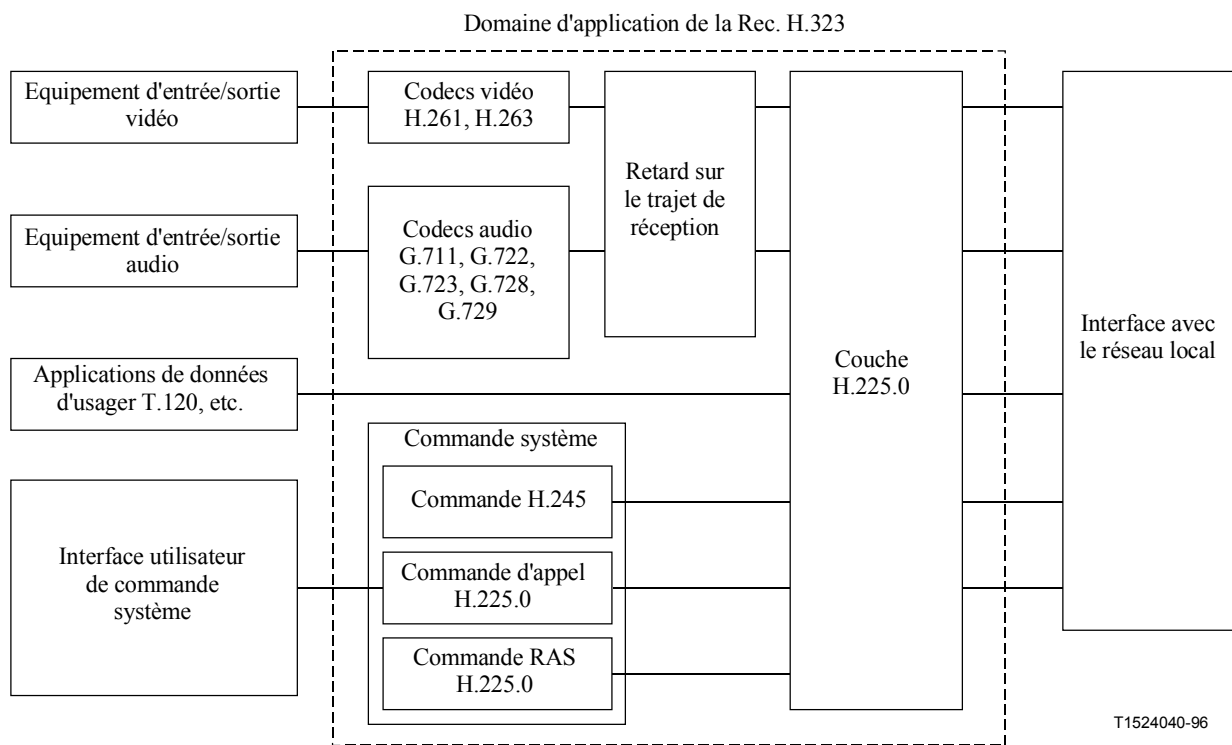 Domaine d'application de la Rec. H.323
Equipement d'entrée/sortie
vidéo
Codecs vidéo
H.261, H.263
Retard sur
le trajet de
réception
Equipement d'entrée/sortie
audio
Codecs audio
G.711, G.722,
G.723, G.728,
G.729
Couche
H.225.0
Interface avec
le réseau local
Applications de données
d'usager T.120, etc.
Commande système
Commande H.245
Interface utilisateur
de commande
système
Commande d'appel
H.225.0
Commande RAS
H.225.0
T1524040-96